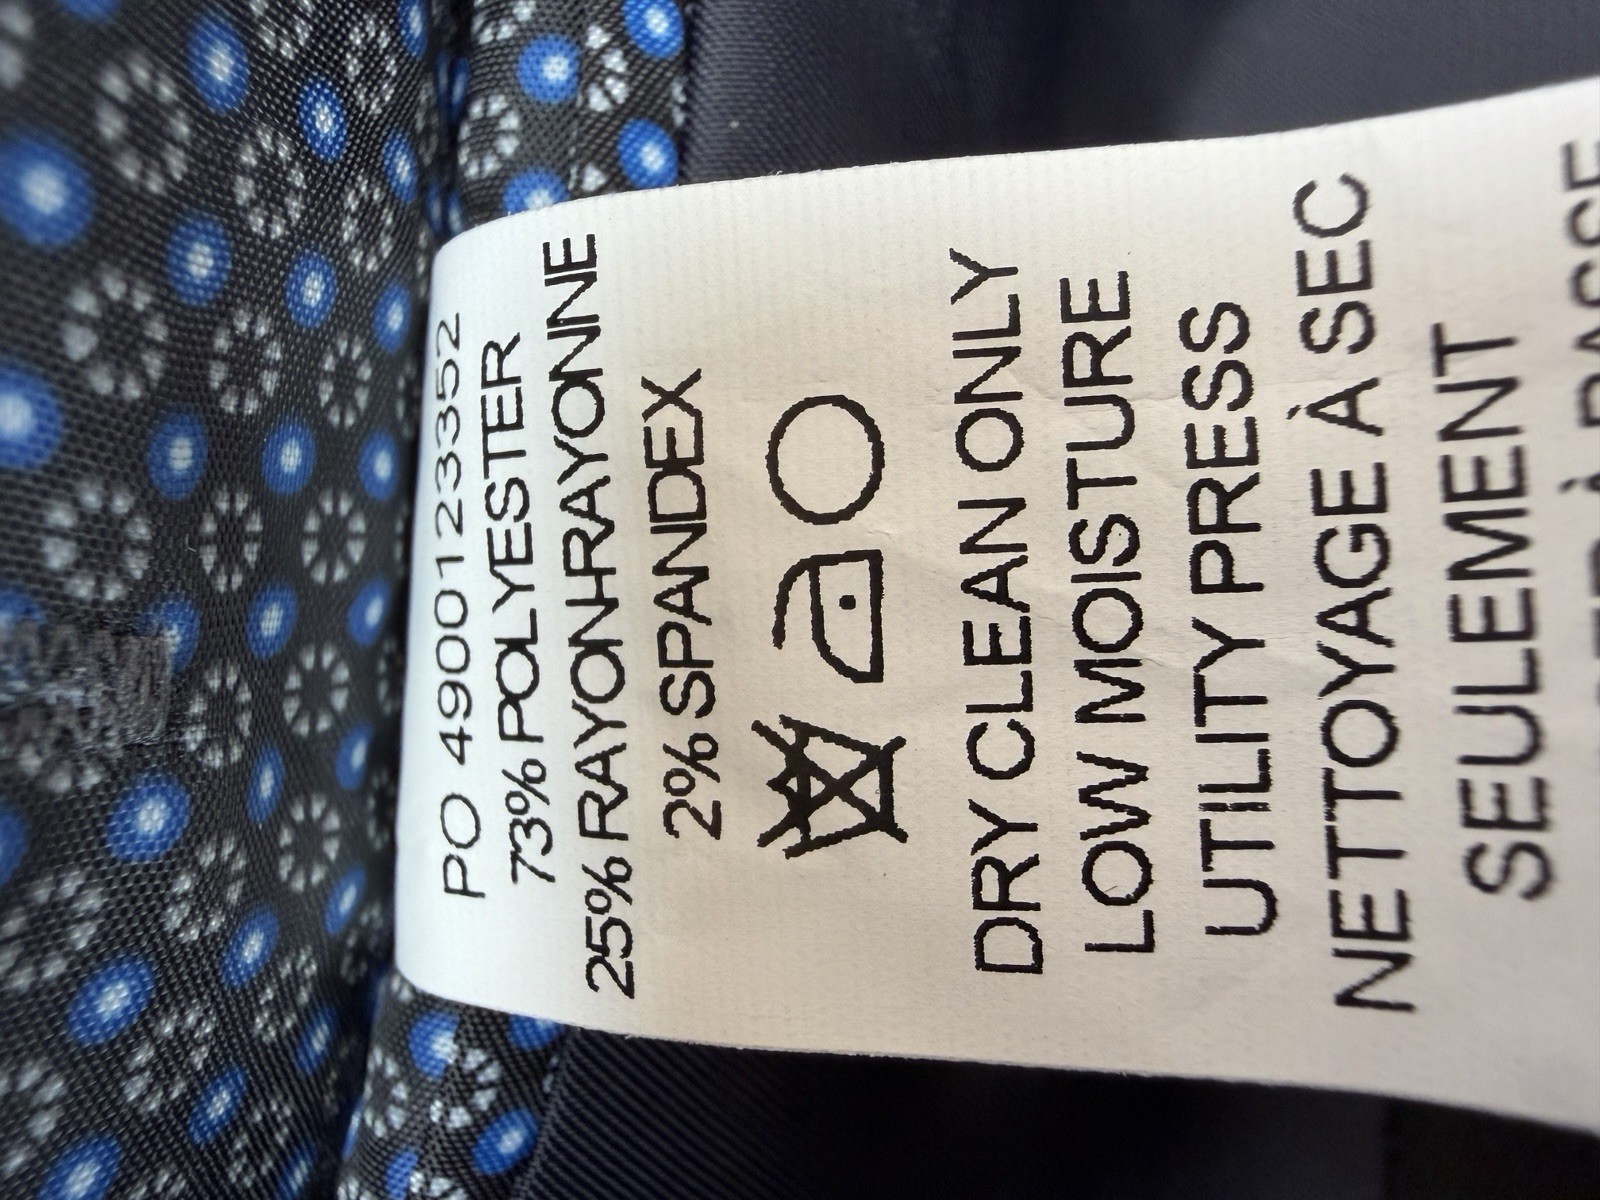 PO 4900123352
73% POLYESTER
25% RAYON-RAYONNE
2% SPANDEX
DRY CLEAN ONLY
LOW MOISTURE
UTILITY PRESS
NETTOYAGE À SEC
SEULEMENT